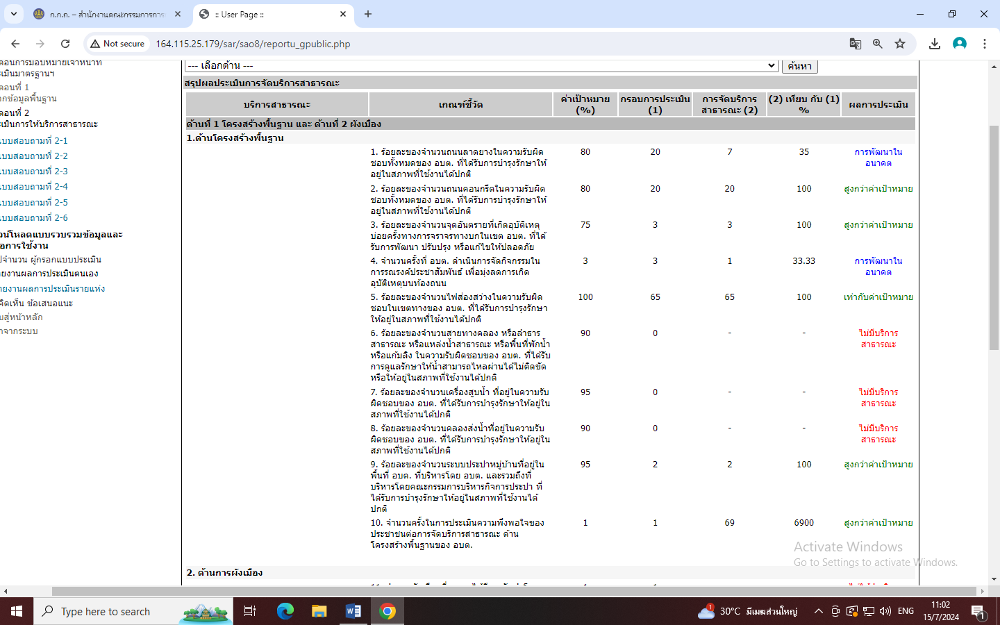 ก.ก.ถ. – สำนักงานคณะกรรมการการ
:: User Page ::
Not secure
164.115.25.179/sar/sao8/reportu_gpublic.php
ตอนการมอบหมายเจ้าหน้าที่
ะเมินมาตรฐานฯ
ตอนที่ 1
อกข้อมูลพื้นฐาน
ตอนที่ 2
ะเมินการให้บริการสาธารณะ
แบบสอบถามที่ 2-1
แบบสอบถามที่ 2-2
แบบสอบถามที่ 2-3
แบบสอบถามที่ 2-4
แบบสอบถามที่ 2-5
แบบสอบถามที่ 2-6
วน์โหลดแบบรวบรวมข้อมูลและ
อการใช้งาน
ปจำนวน ผู้กรอกแบบประเมิน
ายงานผลการประเมินตนเอง
ายงานผลการประเมินรายแห่ง
คิดเห็น ข้อเสนอแนะ
บสู่หน้าหลัก
กจากระบบ
--- เลือกด้าน ---
ค้นหา
สรุปผลประเมินการจัดบริการสาธารณะ
บริการสาธารณะ
เกณฑ์ชี้วัด
ค่าเป้าหมาย
(%)
กรอบการประเมิน
(1)
การจัดบริการ
สาธารณะ (2)
(2) เทียบ กับ (1)
%
ผลการประเมิน
ด้านที่ 1 โครงสร้างพื้นฐาน และ ด้านที่ 2 ผังเมือง
1.ด้านโครงสร้างพื้นฐาน
1. ร้อยละของจำนวนถนนลาดยางในความรับผิด 80 20 7 35 การพัฒนาใน
ชอบทั้งหมดของ อบต. ที่ได้รับการบำรุงรักษาให้ อนาคต
อยู่ในสภาพที่ใช้งานได้ปกติ
2. ร้อยละของจำนวนถนนคอนกรีตในความรับผิด 80 20 20 100 สูงกว่าค่าเป้าหมาย
ชอบทั้งหมดของ อบต. ที่ได้รับการบำรุงรักษาให้
อยู่ในสภาพที่ใช้งานได้ปกติ
3. ร้อยละของจำนวนจุดอันตรายที่เกิดอุบัติเหตุ 75 3 3 100 สูงกว่าค่าเป้าหมาย
บ่อยครั้งทางการจราจรทางบกในเขต อบต. ที่ได้
รับการพัฒนา ปรับปรุง หรือแก้ไขให้ปลอดภัย
4. จำนวนครั้งที่ อบต. ดำเนินการจัดกิจกรรมใน 3 3 1 33.33 การพัฒนาใน
การรณรงค์ประชาสัมพันธ์ เพื่อมุ่งลดการเกิด อนาคต
อุบัติเหตุบนท้องถนน
5. ร้อยละของจำนวนไฟส่องสว่างในความรับผิด 100 65 65 100 เท่ากับค่าเป้าหมาย
ชอบในเขตทางของ อบต. ที่ได้รับการบำรุงรักษา
ให้อยู่ในสภาพที่ใช้งานได้ปกติ
6. ร้อยละของจำนวนสายทางคลอง หรือลำธาร 90 0 - - ไม่มีบริการ
สาธารณะ หรือแหล่งน้ำสาธารณะ หรือพื้นที่พักน้ำ สาธารณะ
หรือแก้มลิง ในความรับผิดชอบของ อบต. ที่ได้รับ
การดูแลรักษาให้น้ำสามารถไหลผ่านได้ไม่ติดขัด
หรือให้อยู่ในสภาพที่ใช้งานได้ปกติ
7. ร้อยละของจำนวนเครื่องสูบน้ำ ที่อยู่ในความรับ 95 0 - - ไม่มีบริการ
ผิดชอบของ อบต. ที่ได้รับการบำรุงรักษาให้อยู่ใน สาธารณะ
สภาพที่ใช้งานได้ปกติ
8. ร้อยละของจำนวนคลองส่งน้ำที่อยู่ในความรับ 90 0 - - ไม่มีบริการ
ผิดชอบของ อบต. ที่ได้รับการบำรุงรักษาให้อยู่ใน สาธารณะ
สภาพที่ใช้งานได้ปกติ
9. ร้อยละของจำนวนระบบประปาหมู่บ้านที่อยู่ใน 95 2 2 100 สูงกว่าค่าเป้าหมาย
พื้นที่ อบต. ที่บริหารโดย อบต. และรวมถึงที่
บริหารโดยคณะกรรมการบริหารกิจการประปา ที่
ได้รับการบำรุงรักษาให้อยู่ในสภาพที่ใช้งานได้
ปกติ
10. จำนวนครั้งในการประเมินความพึงพอใจของ 1 1 69 6900 สูงกว่าค่าเป้าหมาย
ประชาชนต่อการจัดบริการสาธารณะ ด้าน
โครงสร้างพื้นฐานของ อบต.
2. ด้านการผังเมือง
Activate Windows
Go to Settings to activate Windows.
Type here to search
30°C มีเมฆส่วนใหญ่
ENG
11:02
15/7/2024